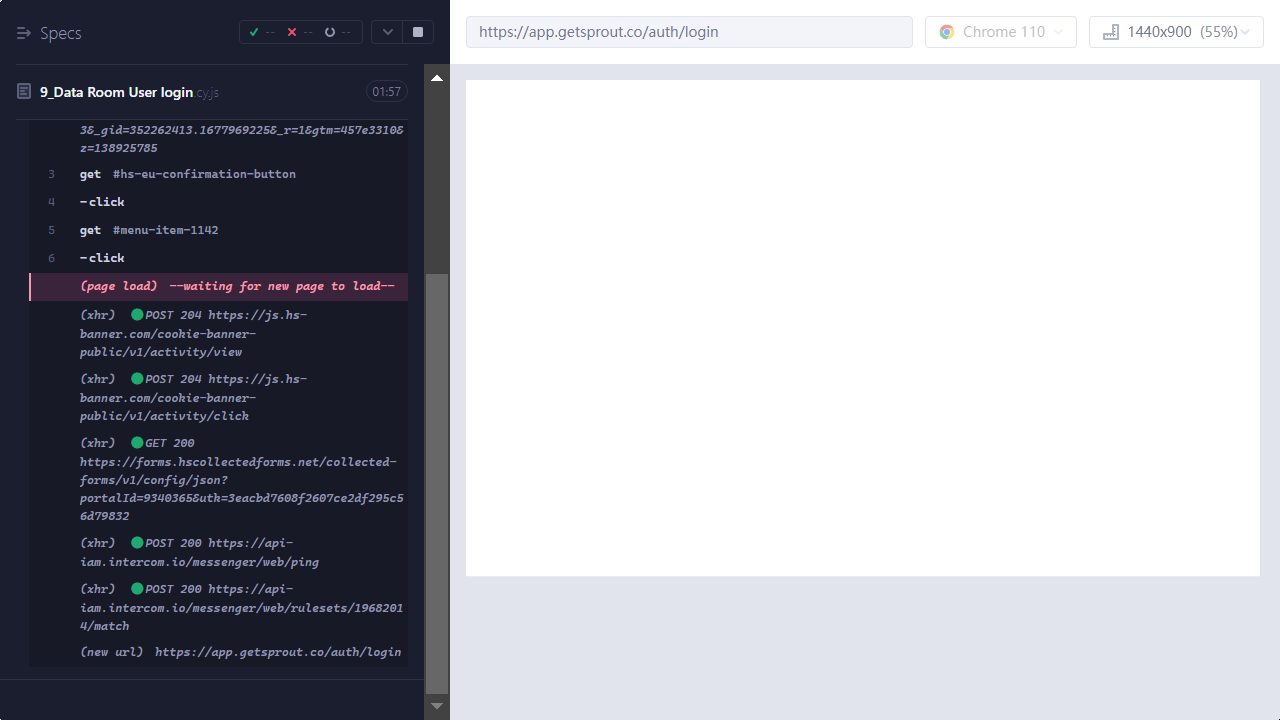 Specs
-- -- --
https://app.getsprout.co/auth/login
Chrome 110
1440x900 (55%)
9_Data Room User login.cy.js
01:57
3&_gid=352262413.1677969225&_r=1&gtm=457e3310&
z=138925785
3 get #hs-eu-confirmation-button
4 -click
5 get #menu-item-1142
6 -click
(page load) --waiting for new page to load--
(xhr) POST 204 https://js.hs-
banner.com/cookie-banner-
public/v1/activity/view
(xhr) POST 204 https://js.hs-
banner.com/cookie-banner-
public/v1/activity/click
(xhr) GET 200
https://forms.hscollectedforms.net/collected-
forms/v1/config/json?
portalId=9340365&utk=3eacbd7608f2607ce2df295c5
6d79832
(xhr) POST 200 https://api-
iam.intercom.io/messenger/web/ping
(xhr) POST 200 https://api-
iam.intercom.io/messenger/web/rulesets/1968201
4/match
(new url) https://app.getsprout.co/auth/login